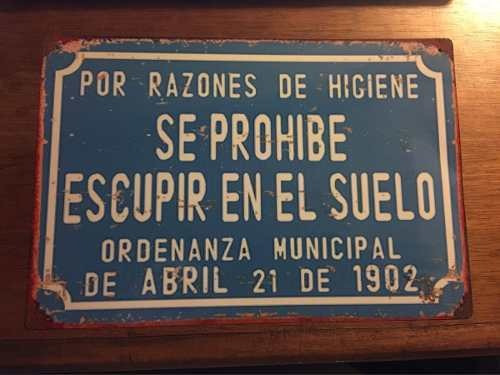 POR RAZONES DE HIGIENE
SE PROHIBE
ESCUPIR EN EL SUELO
ORDENANZA MUNICIPAL
DE ABRIL 21 DE 1902